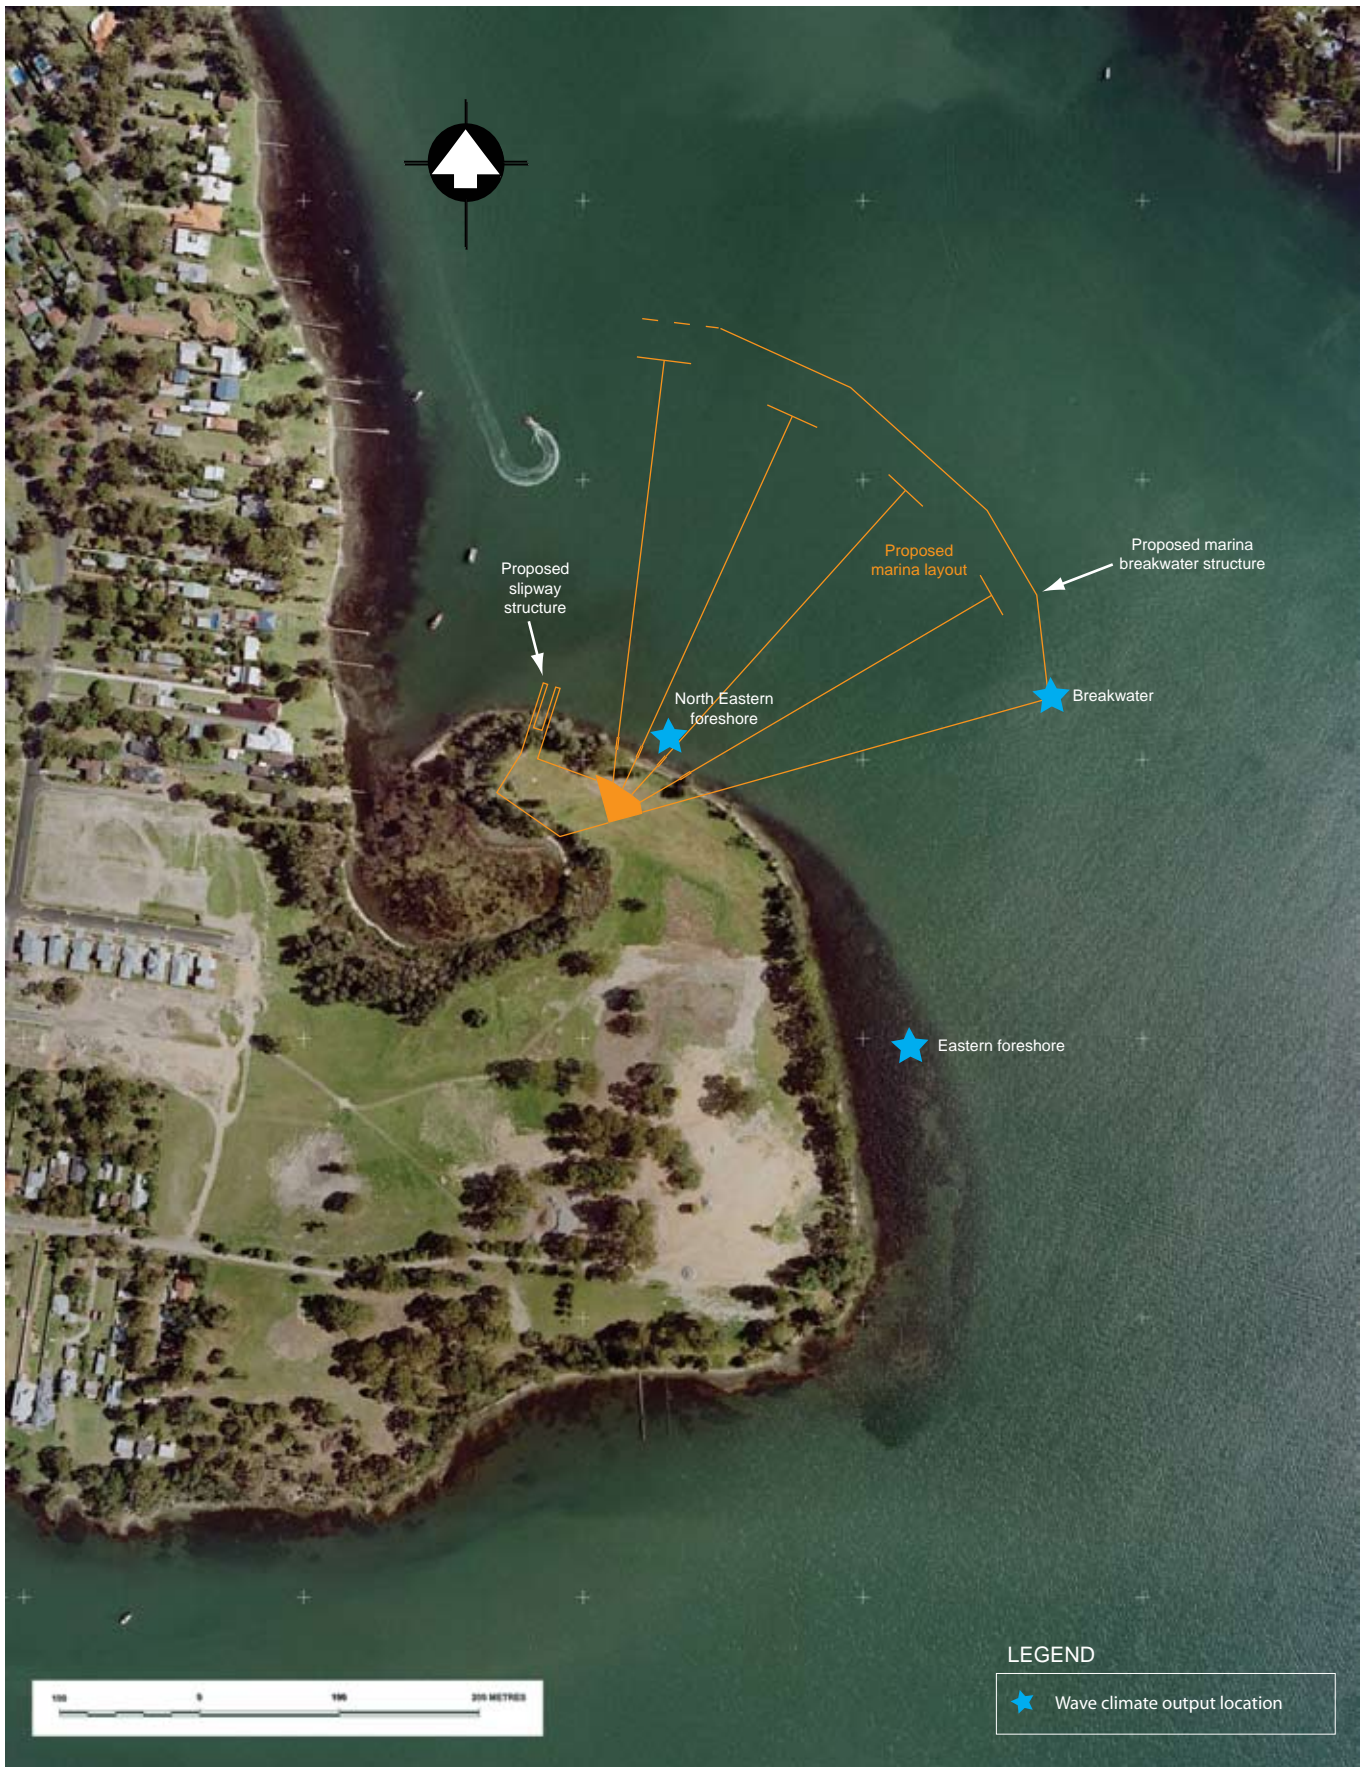 Proposed
marina layout
Proposed marina
breakwater structure
Proposed
slipway
structure
North Eastern
foreshore
Breakwater
Eastern foreshore
LEGEND
Wave climate output location
100 0 100 200 METRES